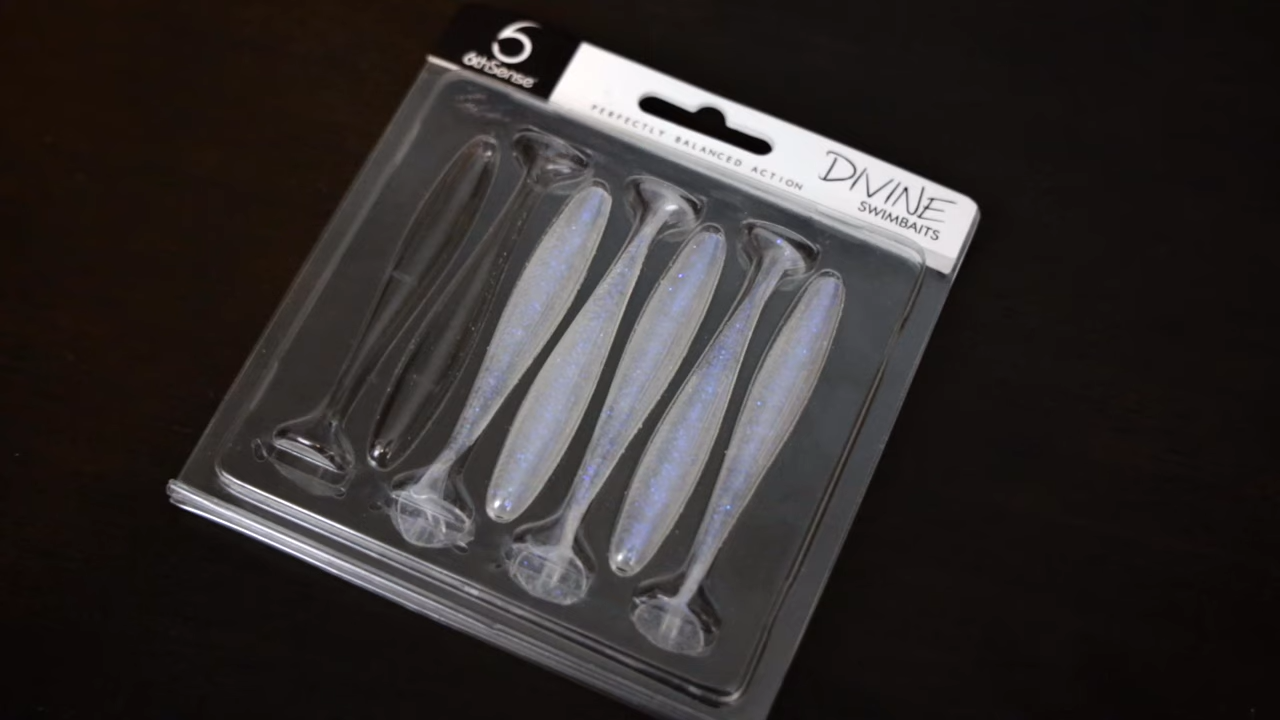 6
6thSense
PERFECTLY BALANCED ACTION
DIVINE
SWIMBAITS